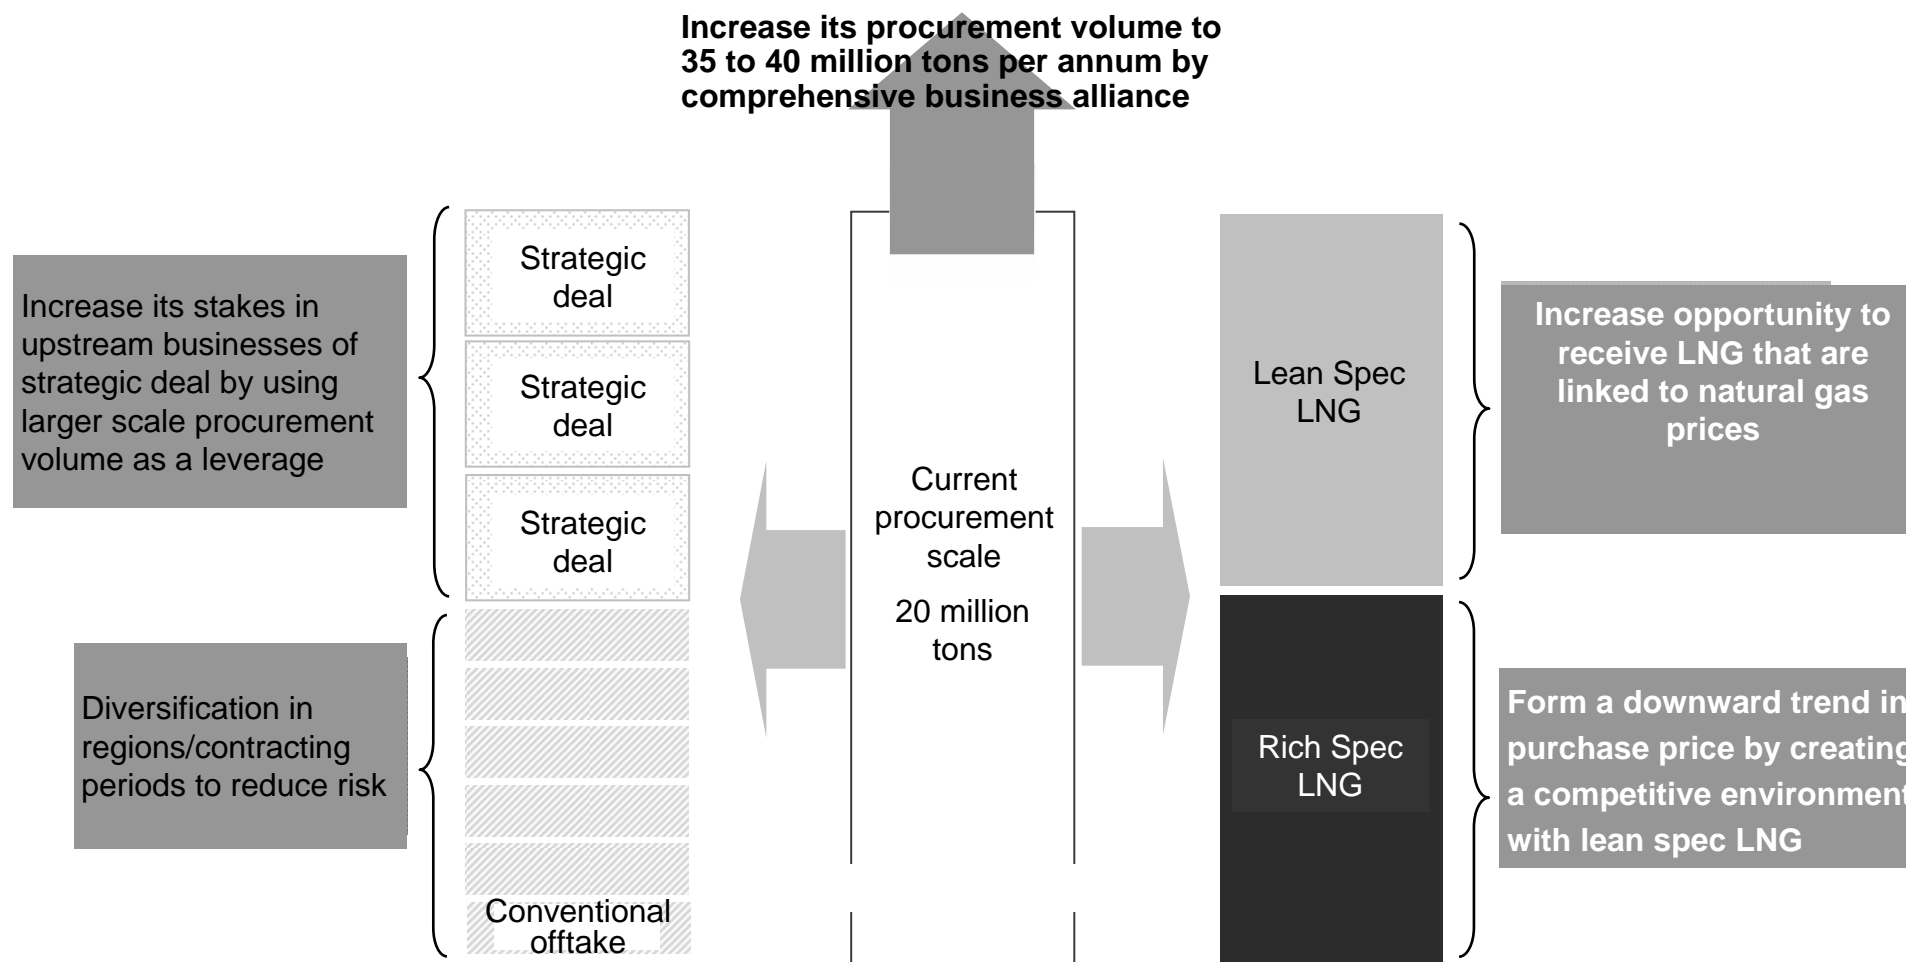 Increase its procurement volume to
35 to 40 million tons per annum by
comprehensive business alliance
Increase its stakes in
upstream businesses of
strategic deal by using
larger scale procurement
volume as a leverage
Diversification in
regions/contracting
periods to reduce risk
Strategic
deal
Strategic
deal
Strategic
deal
Conventional
offtake
Current
procurement
scale
20 million
tons
Lean Spec
LNG
Rich Spec
LNG
Increase opportunity to
receive LNG that are
linked to natural gas
prices
Form a downward trend in
purchase price by creating
a competitive environment
with lean spec LNG